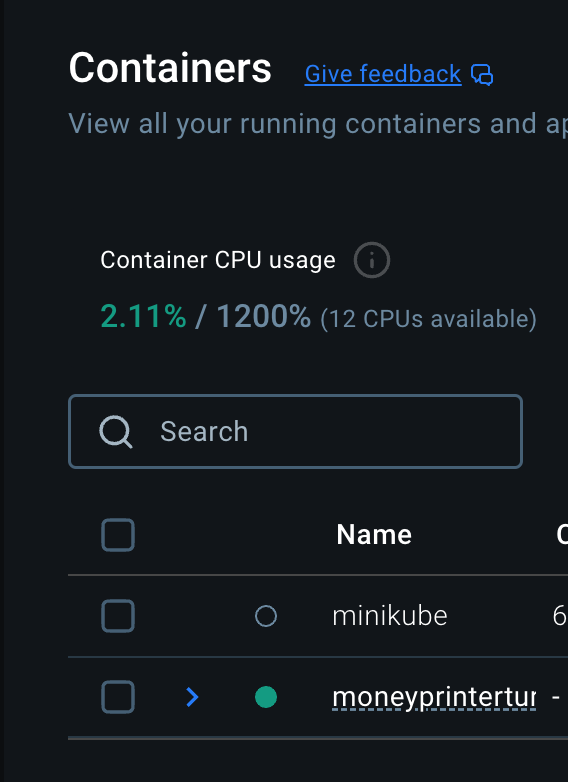 Containers Give feedback
View all your running containers and ap
Container CPU usage
2.11% / 1200% (12 CPUs available)
Search
Name C
minikube 6
moneyprintertur -